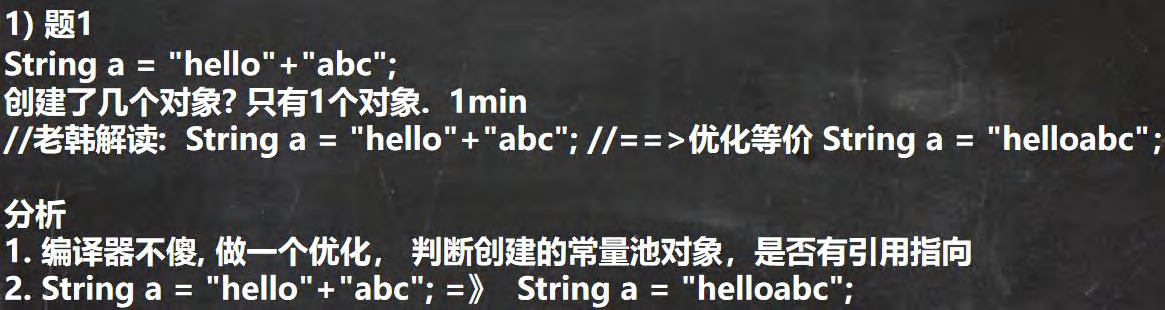 1) 题1
String a = "hello"+"abc";
创建了几个对象? 只有1个对象.  1min
//老韩解读:  String a = "hello"+"abc"; //==>优化等价 String a = "helloabc";
分析
1. 编译器不傻, 做一个优化， 判断创建的常量池对象，是否有引用指向
2. String a = "hello"+"abc"; =》  String a = "helloabc";